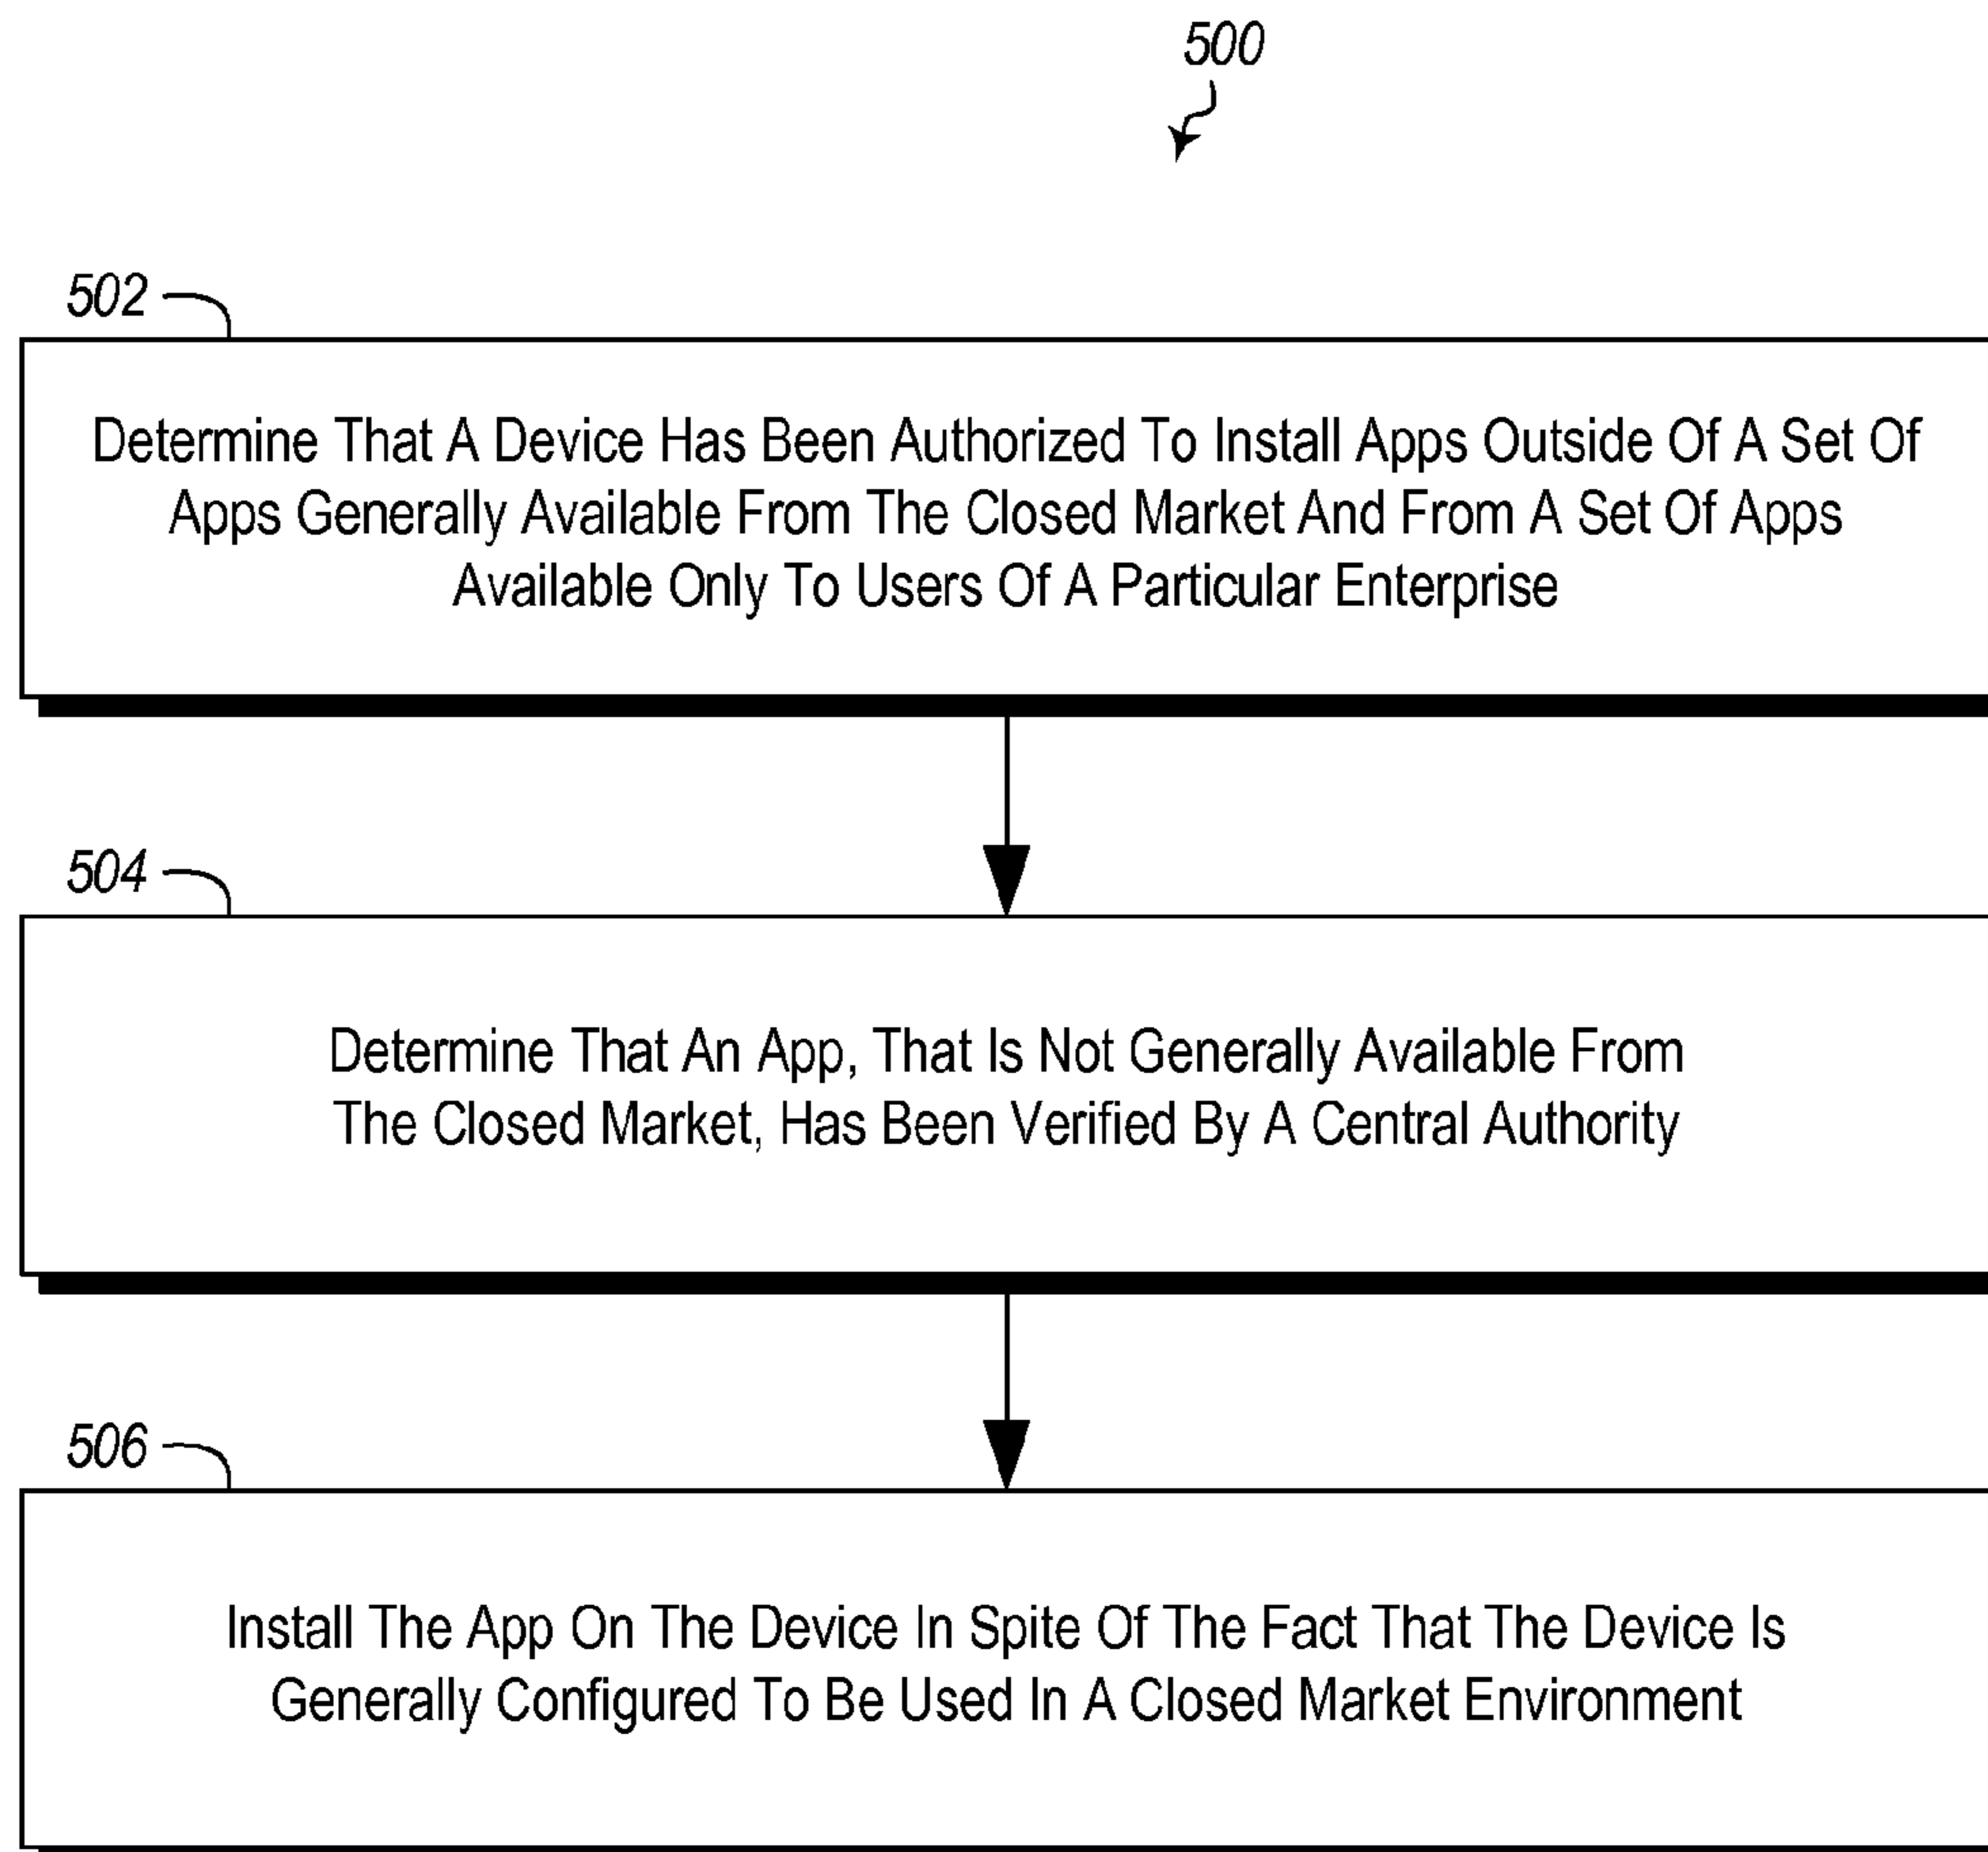 500
502
Determine That A Device Has Been Authorized To Install Apps Outside Of A Set Of
Apps Generally Available From The Closed Market And From A Set Of Apps
Available Only To Users Of A Particular Enterprise
504
Determine That An App, That Is Not Generally Available From
The Closed Market, Has Been Verified By A Central Authority
506
Install The App On The Device In Spite Of The Fact That The Device Is
Generally Configured To Be Used In A Closed Market Environment